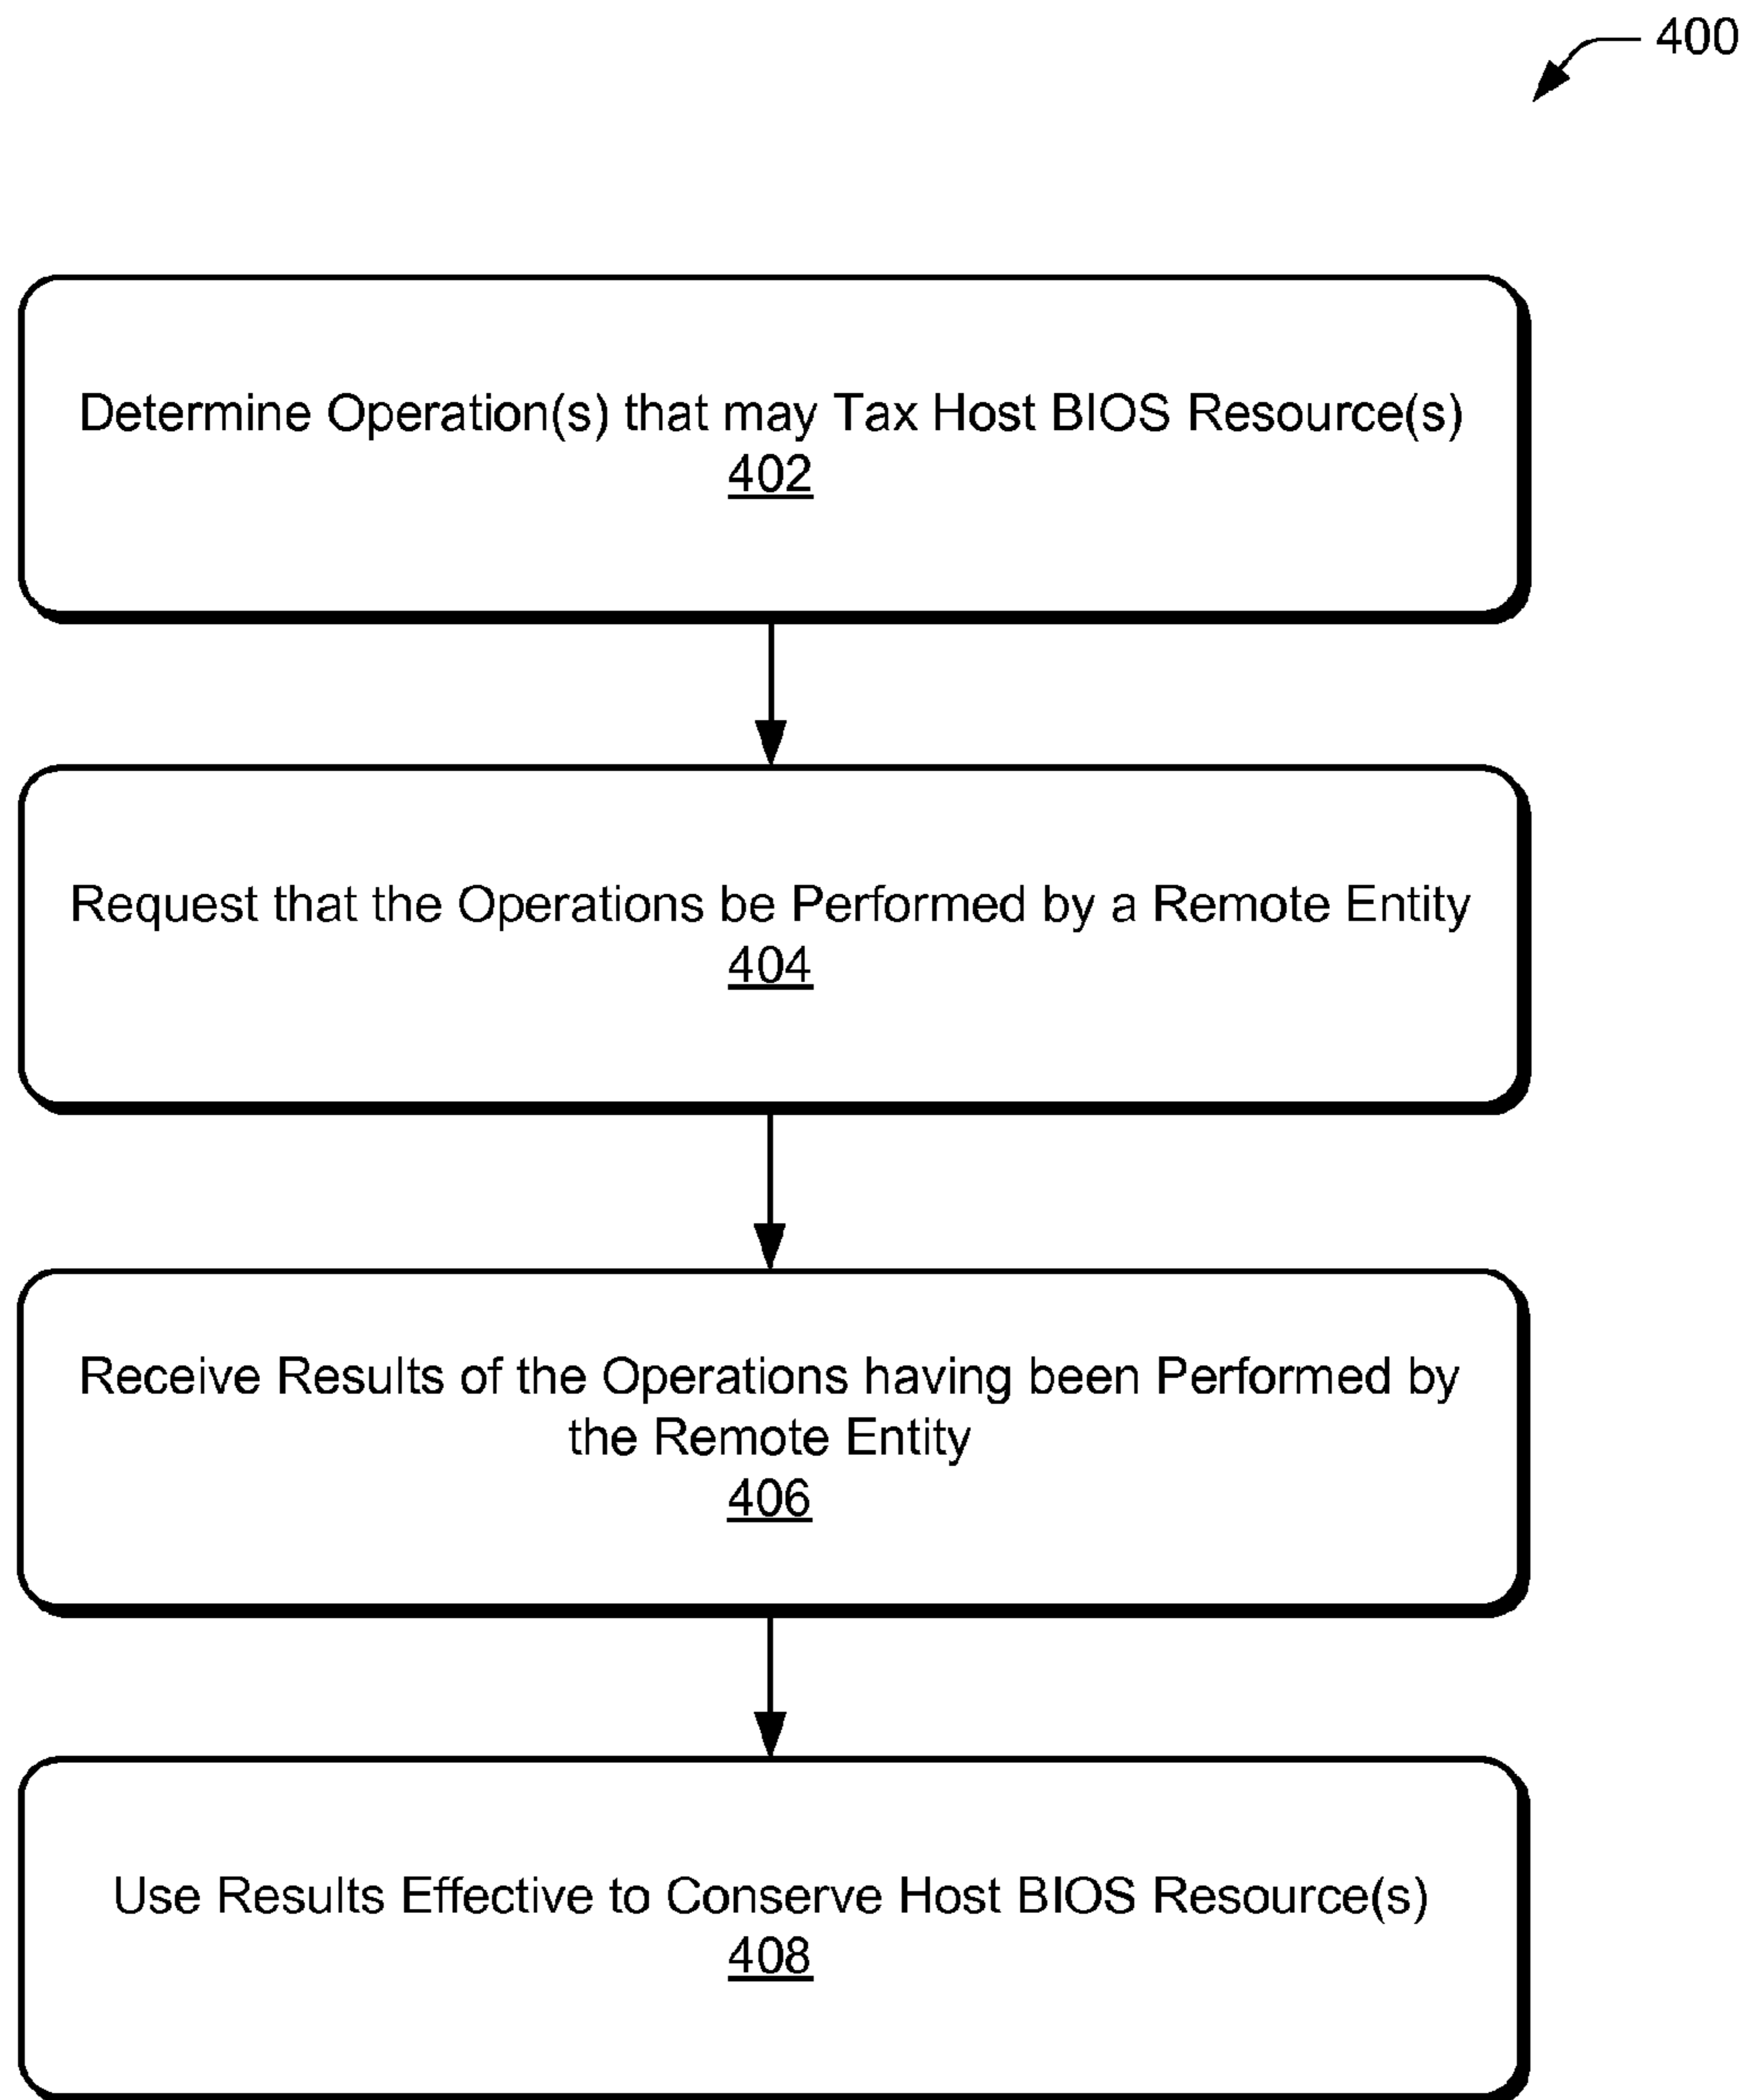 400
Determine Operation(s) that may Tax Host BIOS Resource(s)
402
Request that the Operations be Performed by a Remote Entity
404
Receive Results of the Operations having been Performed by
the Remote Entity
406
Use Results Effective to Conserve Host BIOS Resource(s)
408